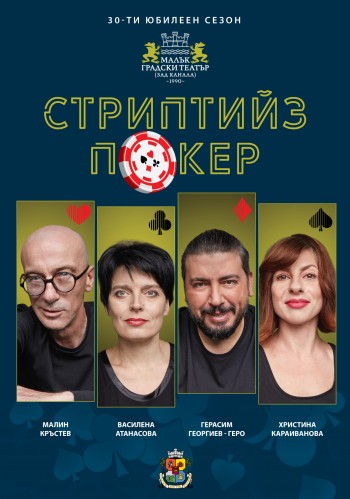 30-ТИ ЮБИЛЕЕН СЕЗОН
МАЛЪК
ГРАДСКИ ТЕАТЪР
(ЗАД КАНАЛА)
1990
СТРИПТИЙЗ
ПОКЕР
МАЛИН
КРЪСТЕВ
ВАСИЛЕНА
АТАНАСОВА
ГЕРАСИМ
ГЕОРГИЕВ - ГЕРО
ХРИСТИНА
КАРАИВАНОВА